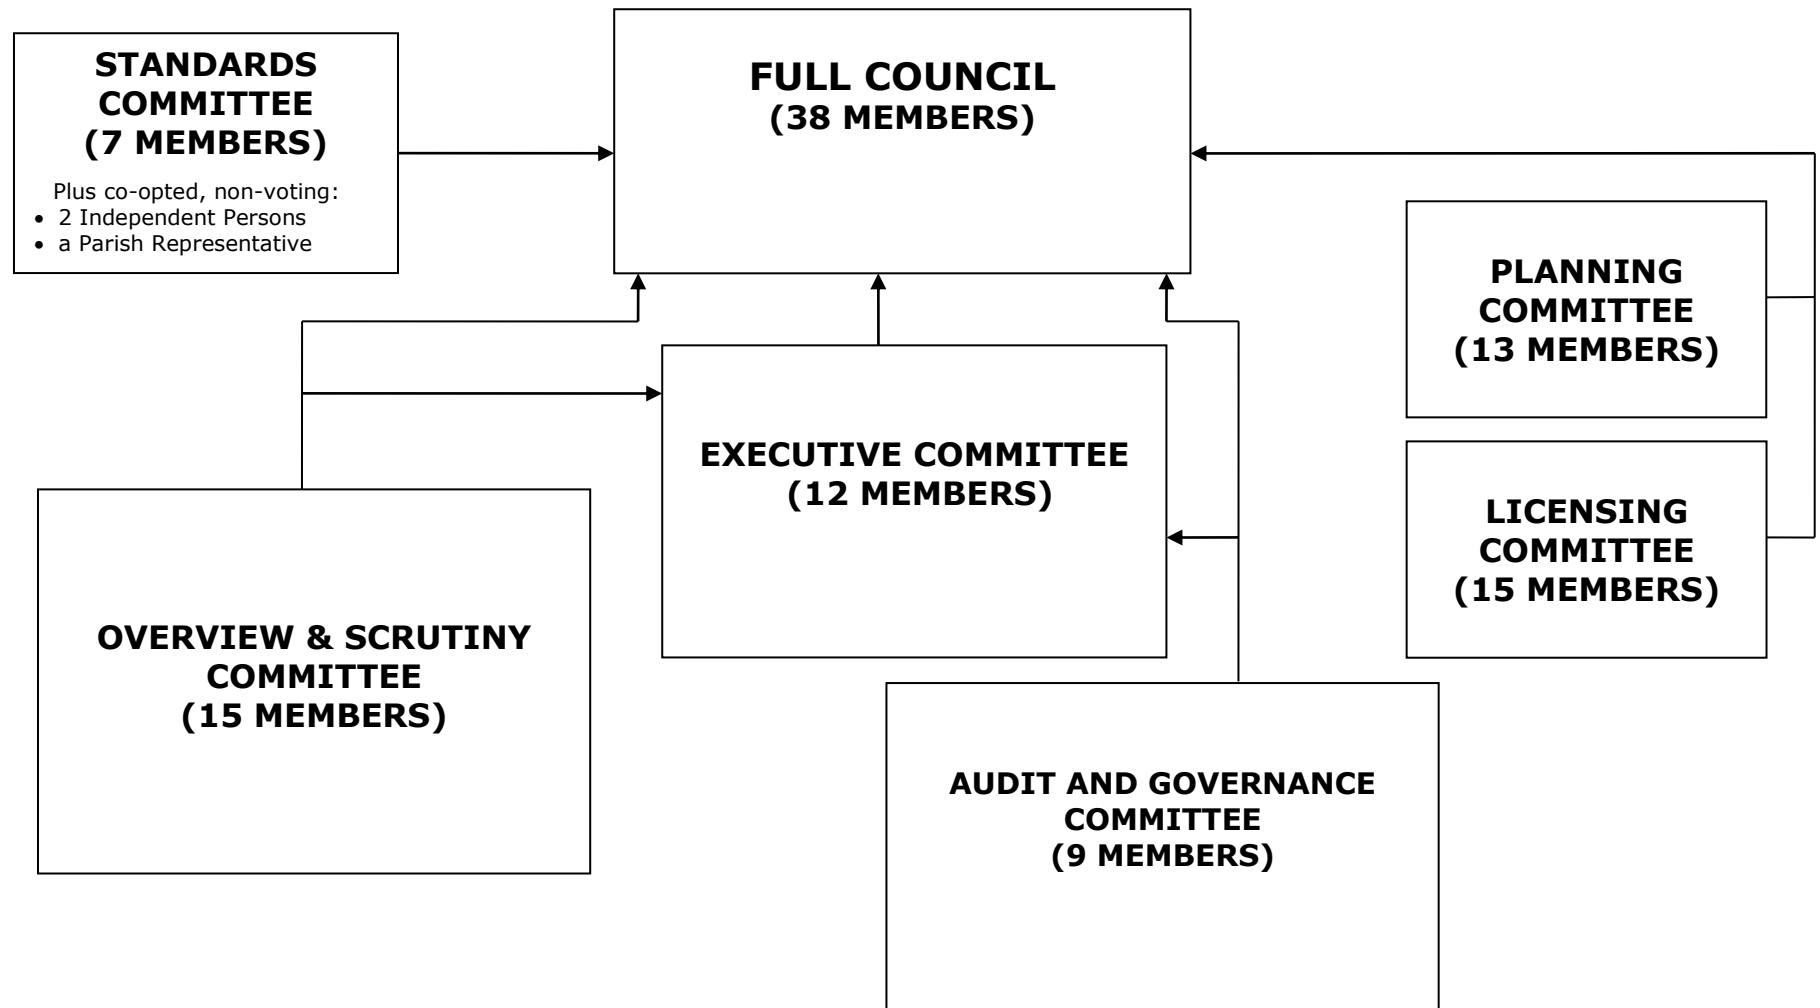 STANDARDS
COMMITTEE
(7 MEMBERS)
Plus co-opted, non-voting:
• 2 Independent Persons
• a Parish Representative
FULL COUNCIL
(38 MEMBERS)
PLANNING
COMMITTEE
(13 MEMBERS)
EXECUTIVE COMMITTEE
(12 MEMBERS)
LICENSING
COMMITTEE
(15 MEMBERS)
OVERVIEW & SCRUTINY
COMMITTEE
(15 MEMBERS)
AUDIT AND GOVERNANCE
COMMITTEE
(9 MEMBERS)